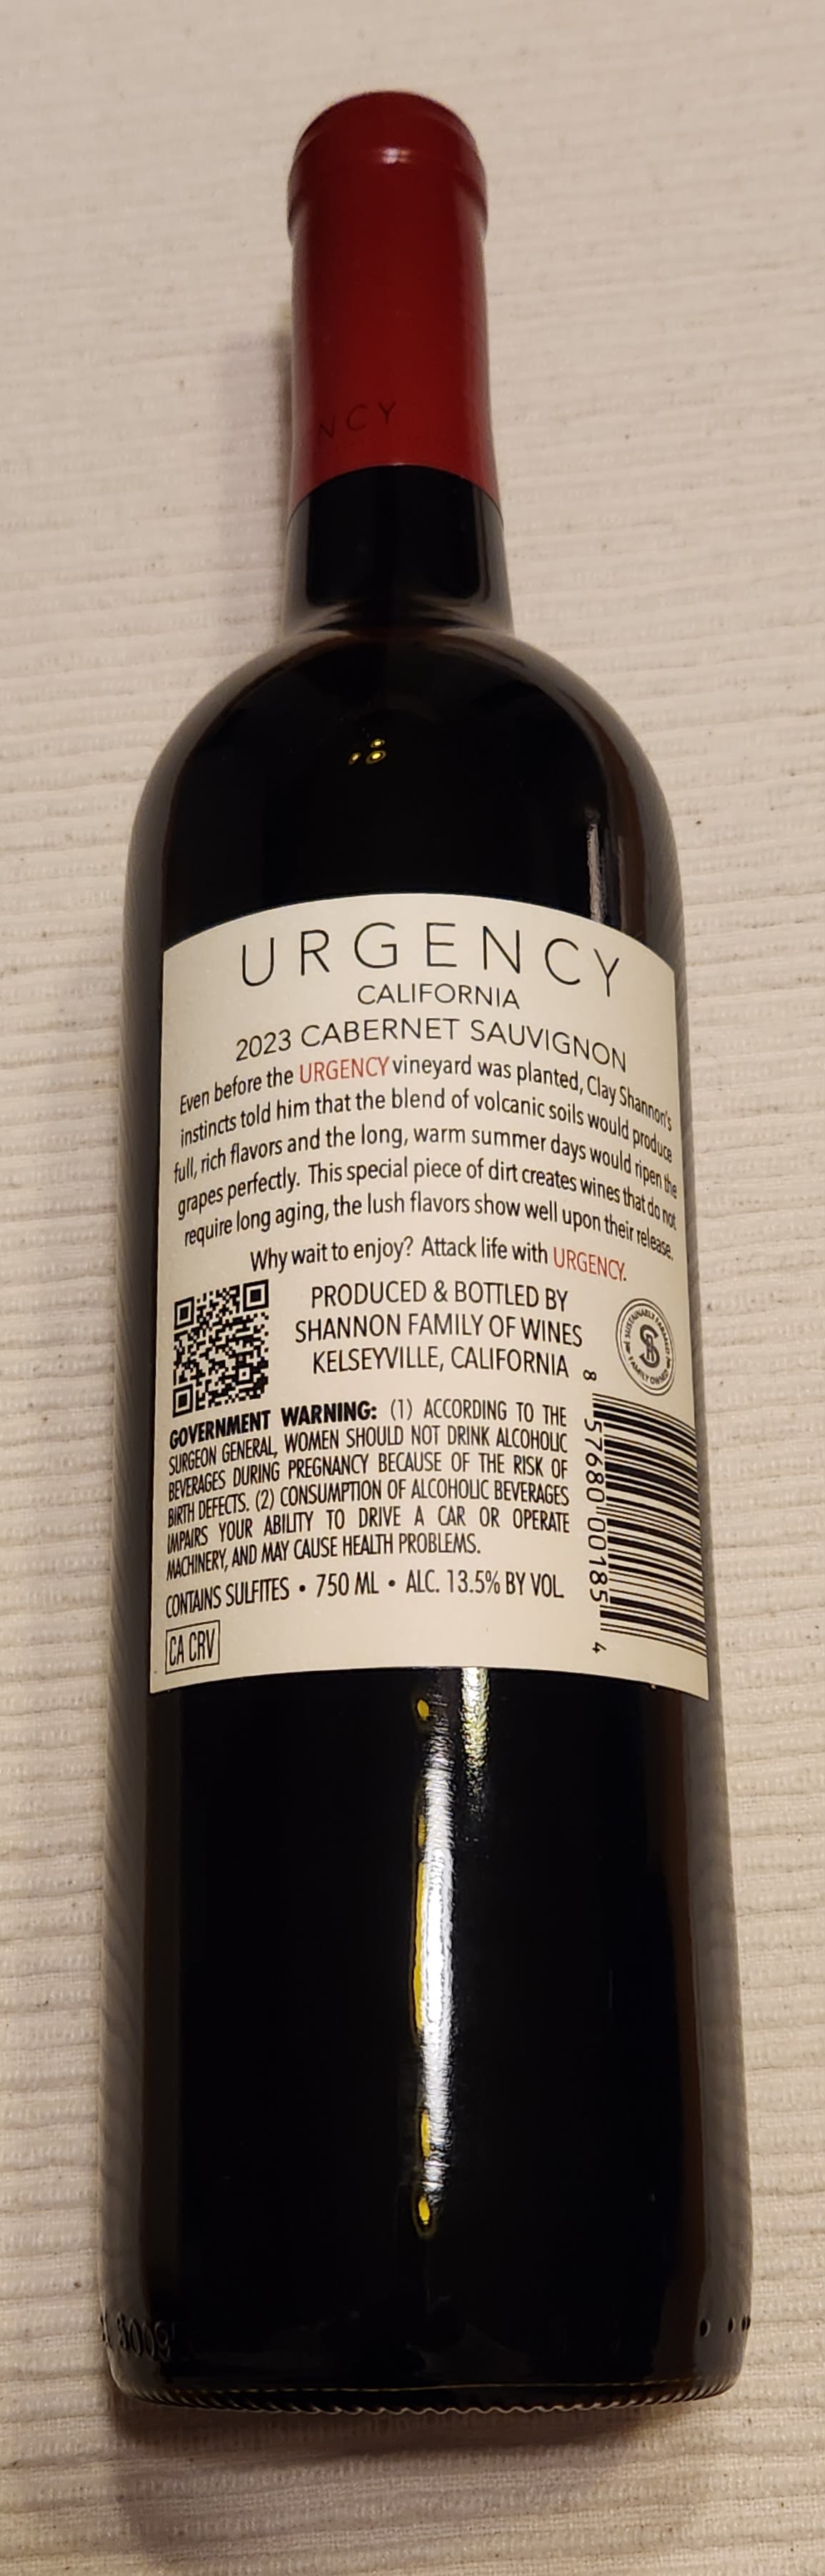 NCY
URGENCY
CALIFORNIA
2023 CABERNET SAUVIGNON
Even before the URGENCY vineyard was planted, Clay Shannon's
instincts told him that the blend of volcanic soils would produce
full, rich flavors and the long, warm summer days would ripen the
grapes perfectly. This special piece of dirt creates wines that do not
require long aging, the lush flavors show well upon their release.
Why wait to enjoy? Attack life with URGENCY.
PRODUCED & BOTTLED BY
SHANNON FAMILY OF WINES
KELSEYVILLE, CALIFORNIA
SUSTAINABLY FARMED
FAMILY OWNED
GOVERNMENT WARNING: (1) ACCORDING TO THE
SURGEON GENERAL, WOMEN SHOULD NOT DRINK ALCOHOLIC
BEVERAGES DURING PREGNANCY BECAUSE OF THE RISK OF
BIRTH DEFECTS. (2) CONSUMPTION OF ALCOHOLIC BEVERAGES
IMPAIRS YOUR ABILITY TO DRIVE A CAR OR OPERATE
MACHINERY, AND MAY CAUSE HEALTH PROBLEMS.
CONTAINS SULFITES • 750 ML • ALC. 13.5% BY VOL.
CA CRV
8 57680 00185 4